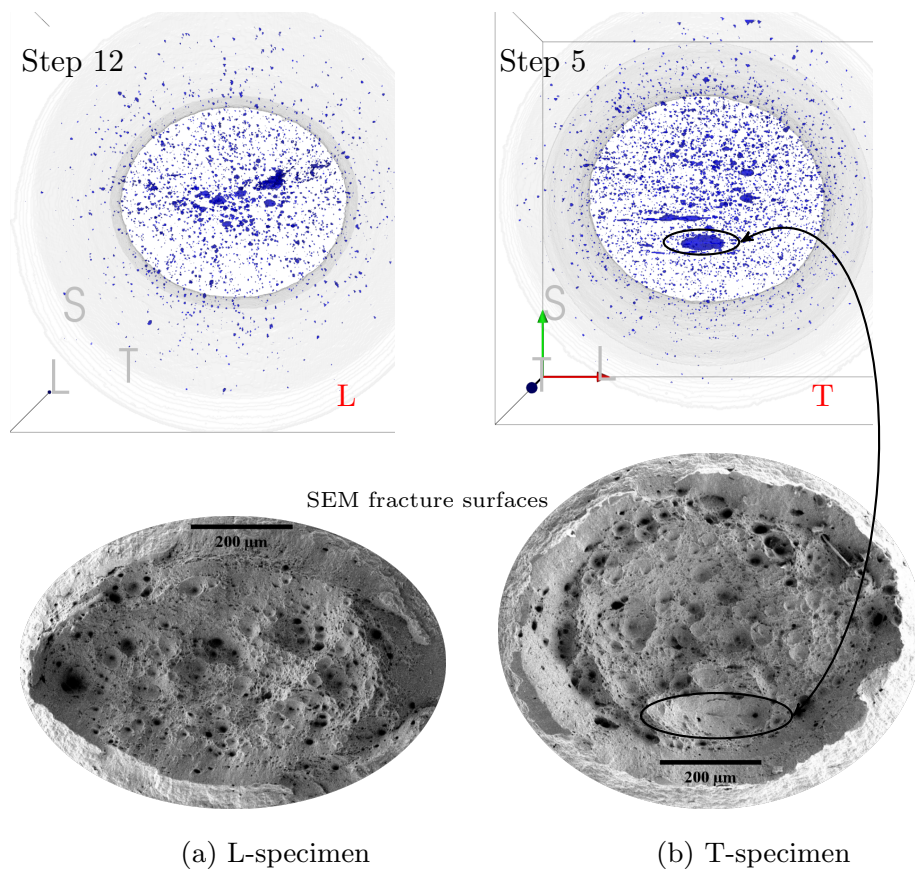 Step 12
S
T
L
L
Step 5
S
T
L
T
SEM fracture surfaces
200 µm
200 µm
(a) L-specimen
(b) T-specimen